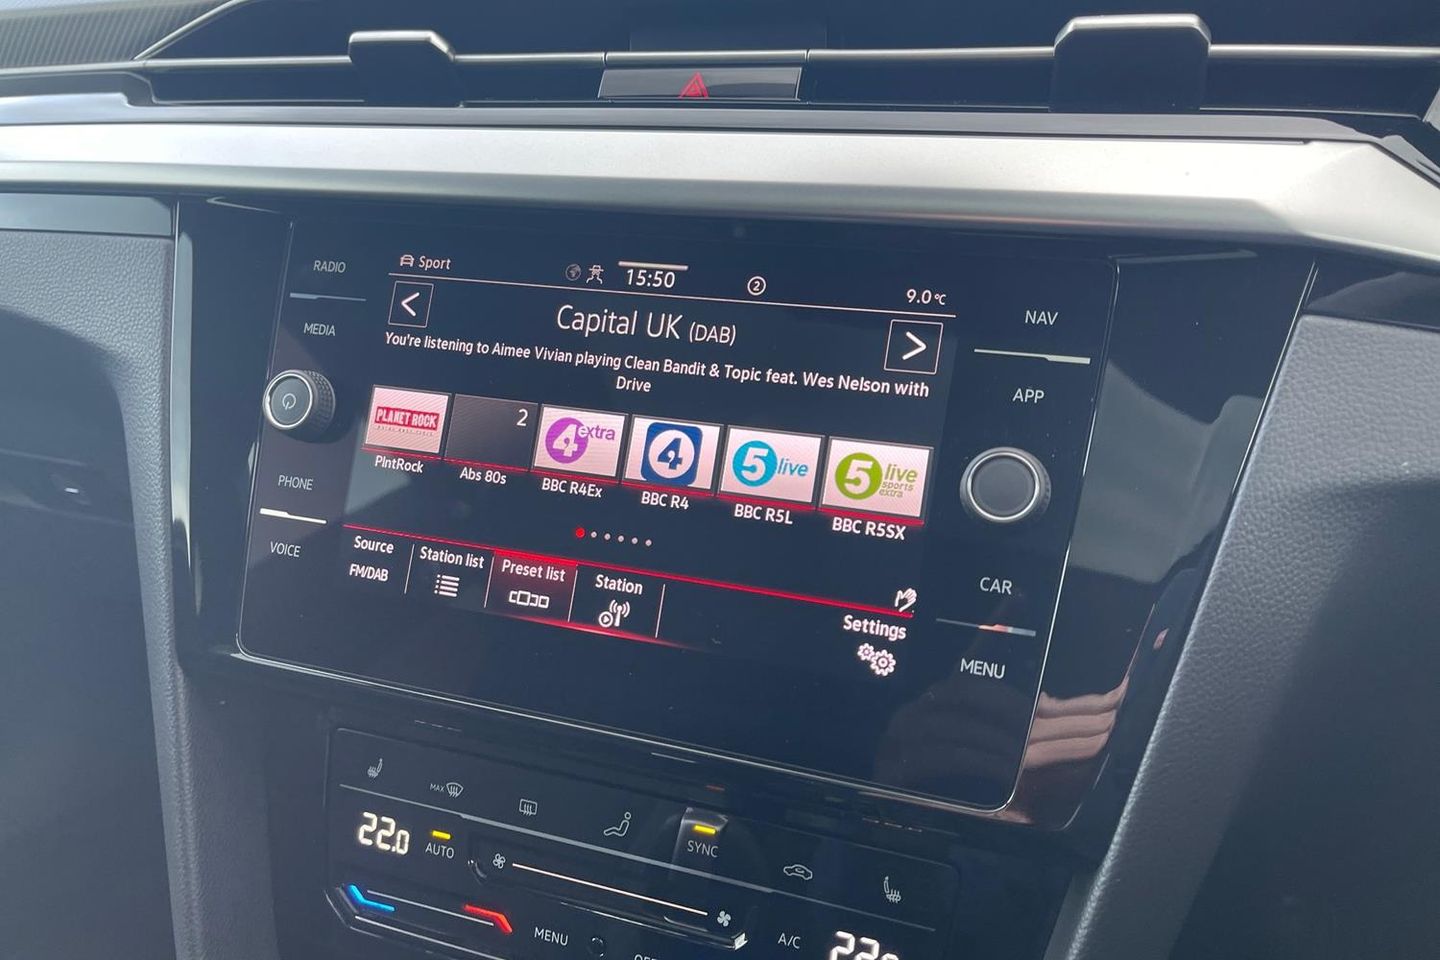 RADIO
MEDIA
PHONE
VOICE
Sport
15:50
2
9.0°C
<
Capital UK (DAB)
>
You're listening to Aimee Vivian playing Clean Bandit & Topic feat. Wes Nelson with
Drive
PLANET ROCK
2
4 extra
4
5 live
5 live
sports
extra
PlntRock
Abs 80s
BBC R4Ex
BBC R4
BBC R5L
BBC R5SX
Source
FM/DAB
Station list
Preset list
Station
Settings
NAV
APP
CAR
MENU
MAX
22.0
AUTO
SYNC
MENU
A/C